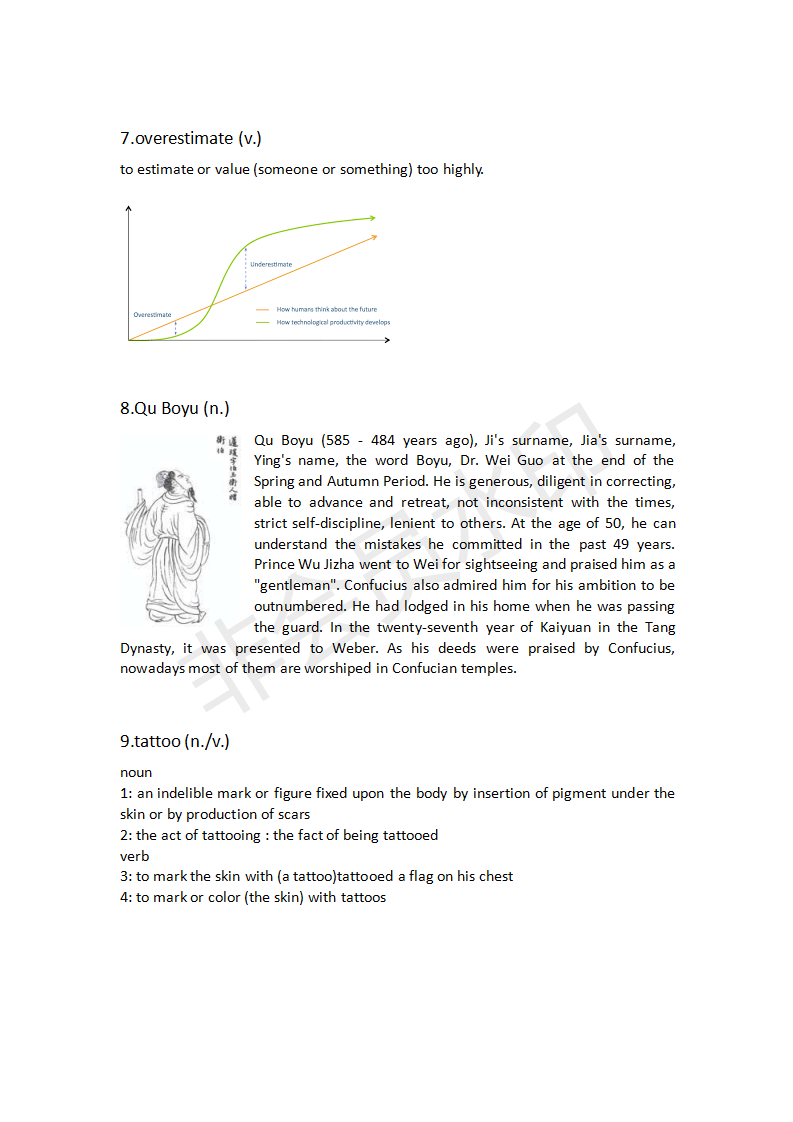 7.overestimate (v.)
to estimate or value (someone or something) too highly.
Underestimate
Overestimate
How humans think about the future
How technological productivity develops
8.Qu Boyu (n.)
Qu Boyu (585 - 484 years ago), Ji's surname, Jia's surname,
Ying's name, the word Boyu, Dr. Wei Guo at the end of the
Spring and Autumn Period. He is generous, diligent in correcting,
able to advance and retreat, not inconsistent with the times,
strict self-discipline, lenient to others. At the age of 50, he can
understand the mistakes he committed in the past 49 years.
Prince Wu Jizha went to Wei for sightseeing and praised him as a
"gentleman". Confucius also admired him for his ambition to be
outnumbered. He had lodged in his home when he was passing
the guard. In the twenty-seventh year of Kaiyuan in the Tang
Dynasty, it was presented to Weber. As his deeds were praised by Confucius,
nowadays most of them are worshiped in Confucian temples.
9.tattoo (n./v.)
noun
1: an indelible mark or figure fixed upon the body by insertion of pigment under the
skin or by production of scars
2: the act of tattooing : the fact of being tattooed
verb
3: to mark the skin with (a tattoo)tattooed a flag on his chest
4: to mark or color (the skin) with tattoos
非会员水印